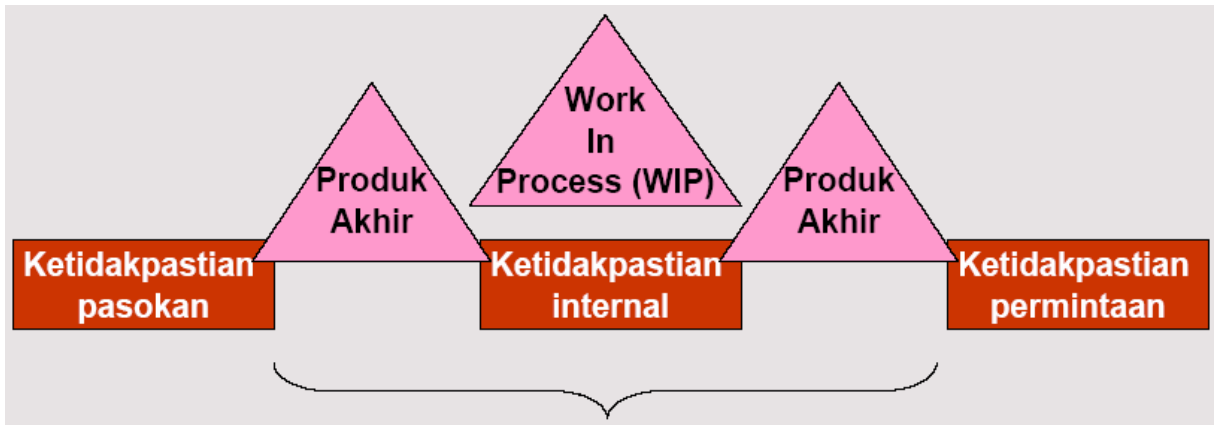 Work
In
Process (WIP)
Produk
Akhir
Produk
Akhir
Ketidakpastian
pasokan
Ketidakpastian
internal
Ketidakpastian
permintaan